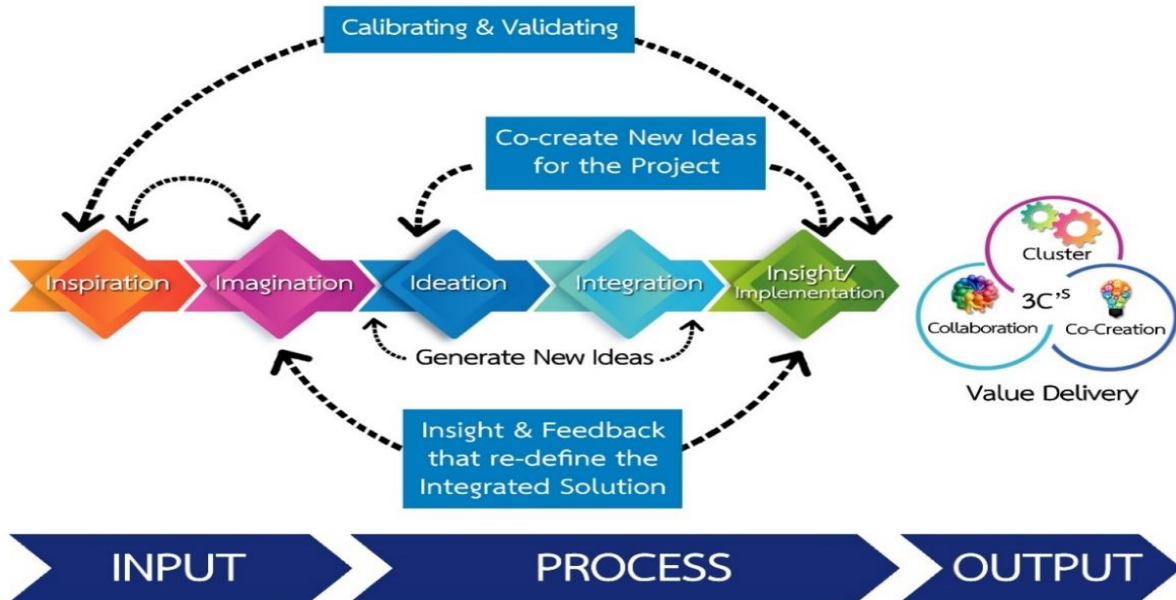 Calibrating & Validating
Co-create New Ideas
for the Project
Inspiration
Imagination
Ideation
Integration
Insight/
Implementation
Generate New Ideas
Insight & Feedback
that re-define the
Integrated Solution
Cluster
3C's
Collaboration
Co-Creation
Value Delivery
INPUT
PROCESS
OUTPUT